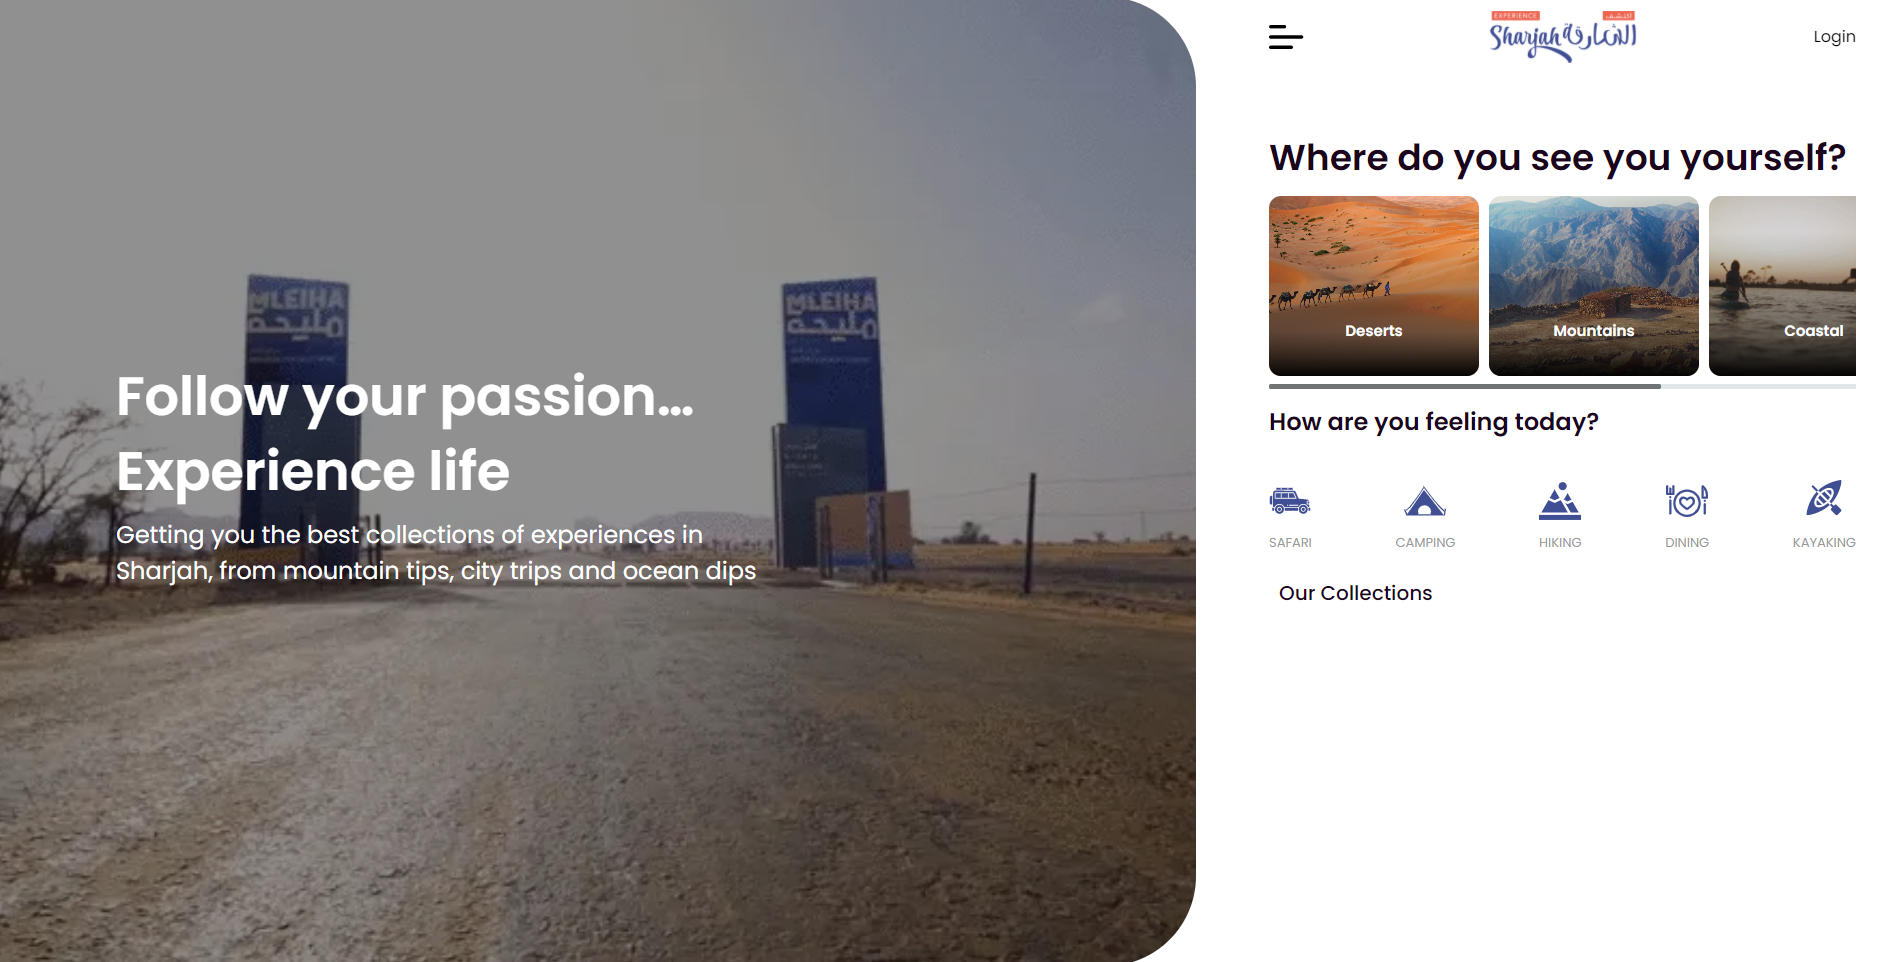 MLEIHA
مليحة
MLEIHA
مليحة
Follow your passion...
Experience life
Getting you the best collections of experiences in
Sharjah, from mountain tips, city trips and ocean dips
EXPERIENCE
اكتشف
Sharjah الشارقة
Login
Where do you see you yourself?
Deserts
Mountains
Coastal
How are you feeling today?
SAFARI
CAMPING
HIKING
DINING
KAYAKING
Our Collections